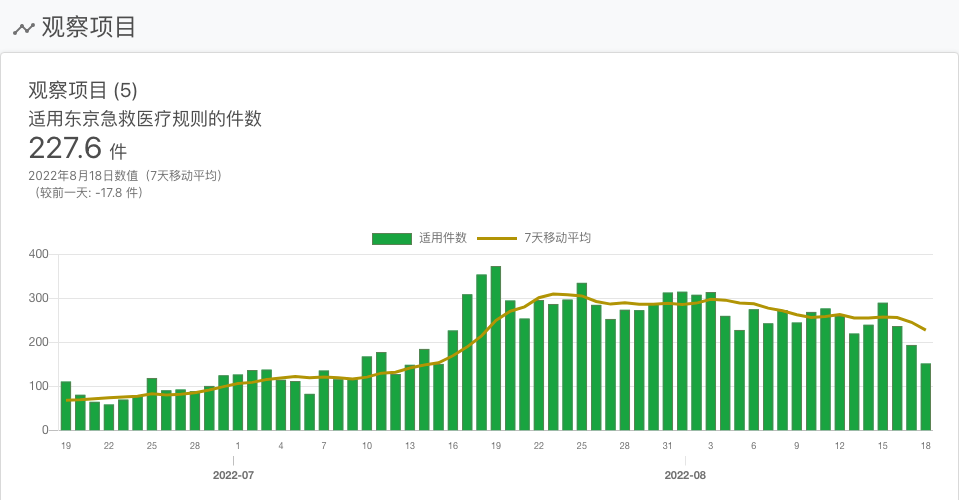 观察项目
观察项目 (5)
适用东京急救医疗规则的件数
227.6 件
2022年8月18日数值（7天移动平均）
（较前一天: -17.8 件）
适用件数 7天移动平均
400
300
200
100
0
19 22 25 28 1 4 7 10 13 16 19 22 25 28 31 3 6 9 12 15 18
2022-07 2022-08